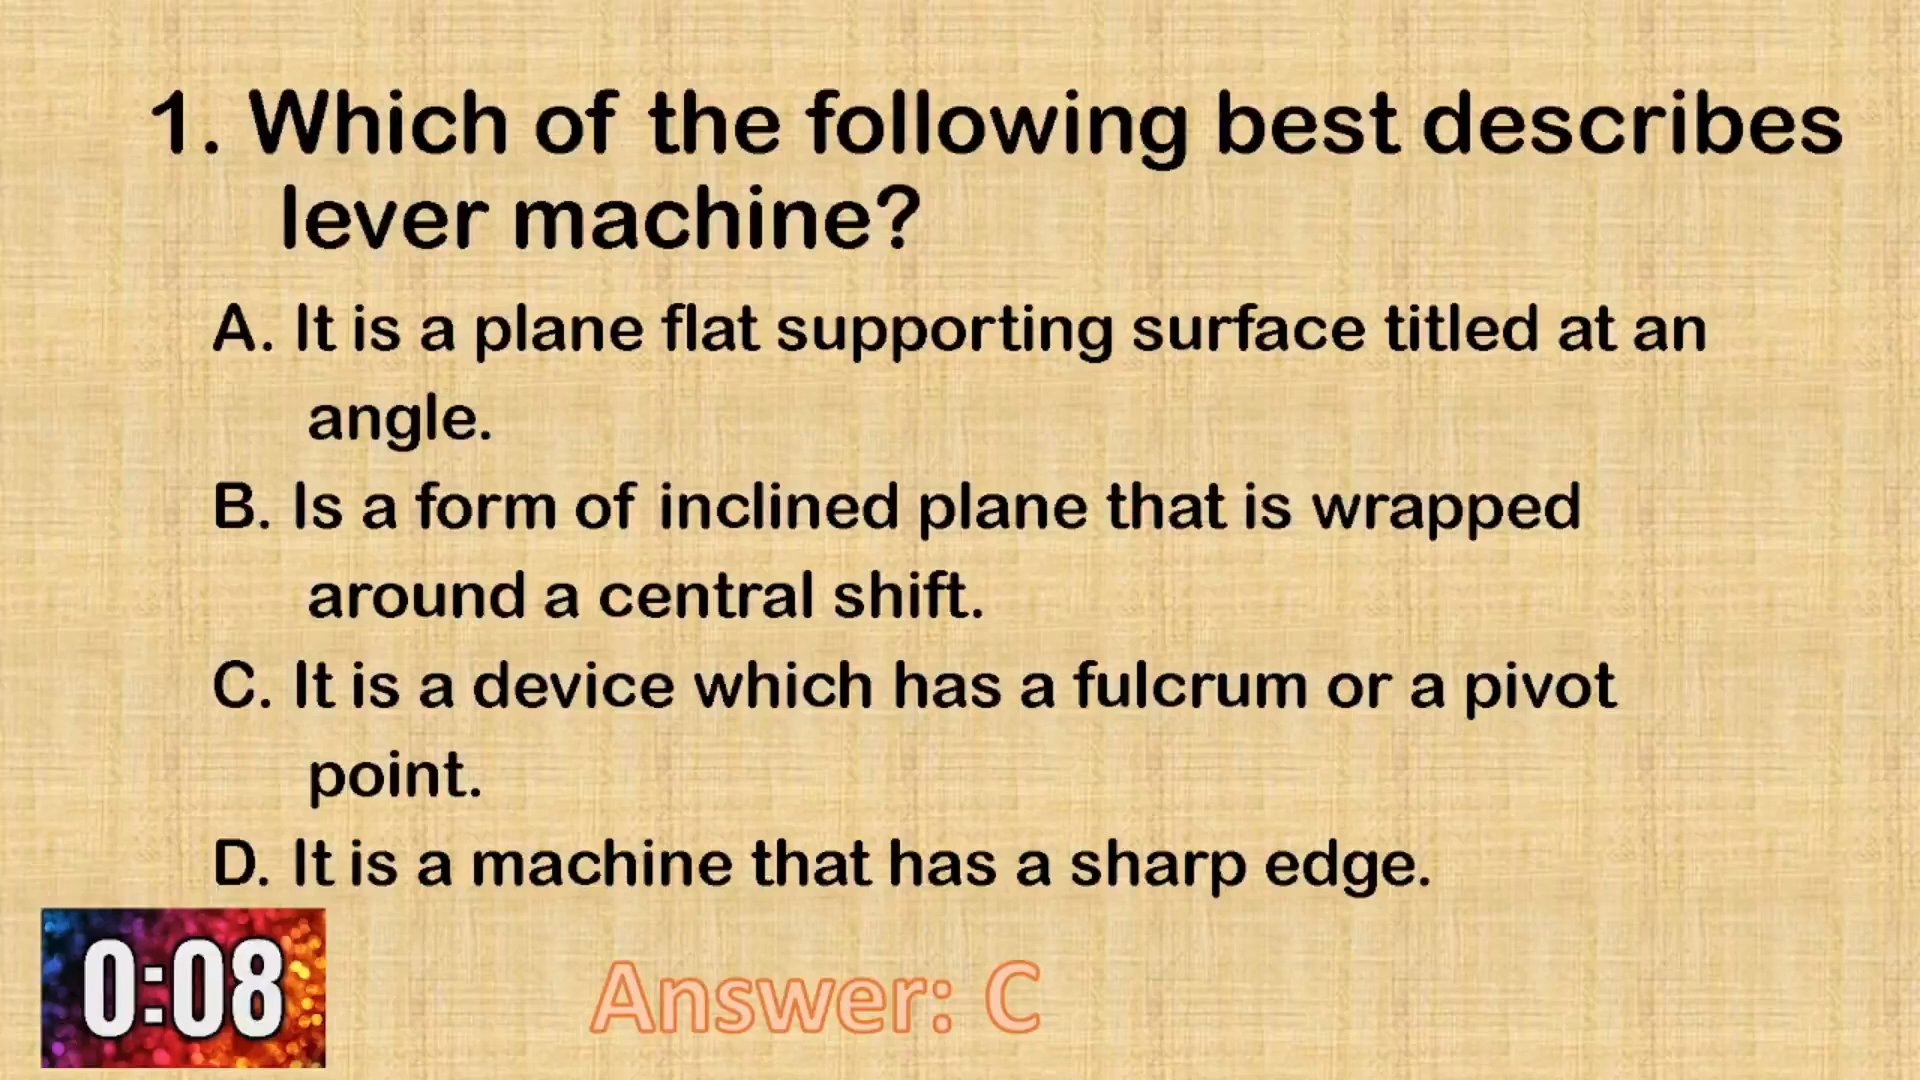 1. Which of the following best describes
lever machine?
A. It is a plane flat supporting surface titled at an
angle.
B. Is a form of inclined plane that is wrapped
around a central shift.
C. It is a device which has a fulcrum or a pivot
point.
D. It is a machine that has a sharp edge.
0:08
Answer: C